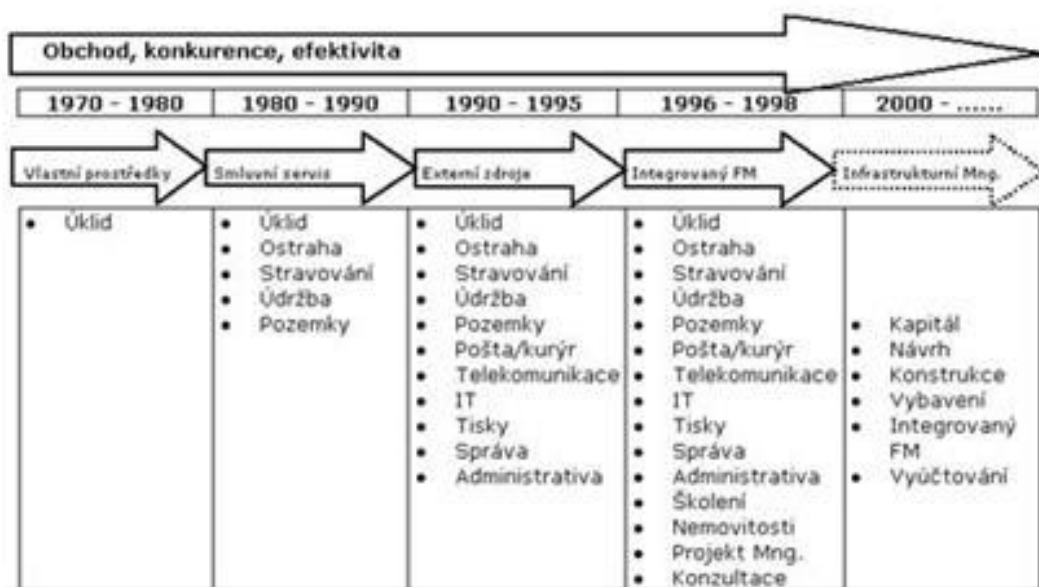 Obchod, konkurence, efektivita
1970 - 1980
1980 - 1990
1990 - 1995
1996 - 1998
2000 - ......
Vlastní prostředky
Smluvní servis
Externí zdroje
Integrovaný FM
Infrastrukturní Mng.
• Úklid
• Úklid
• Ostraha
• Stravování
• Údržba
• Pozemky
• Úklid
• Ostraha
• Stravování
• Údržba
• Pozemky
• Pošta/kurýr
• Telekomunikace
• IT
• Tisky
• Správa
• Administrativa
• Úklid
• Ostraha
• Stravování
• Údržba
• Pozemky
• Pošta/kurýr
• Telekomunikace
• IT
• Tisky
• Správa
• Administrativa
• Školení
• Nemovitosti
• Projekt Mng.
• Konzultace
• Kapitál
• Návrh
• Konstrukce
• Vybavení
• Integrovaný
FM
• Vyúčtování